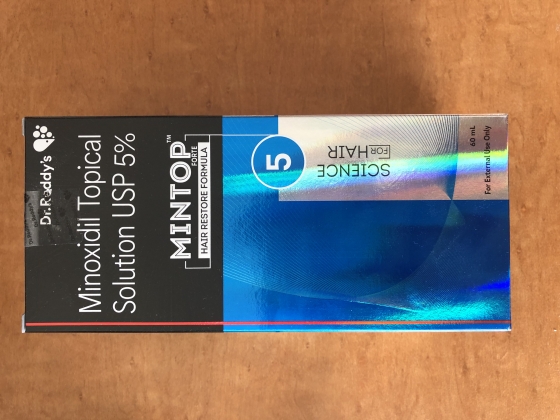 Dr.Reddy's
Minoxidil Topical
Solution USP 5%
MINTOP™
FORTE
HAIR RESTORE FORMULA
5
SCIENCE
FOR HAIR
60 mL
For External Use Only